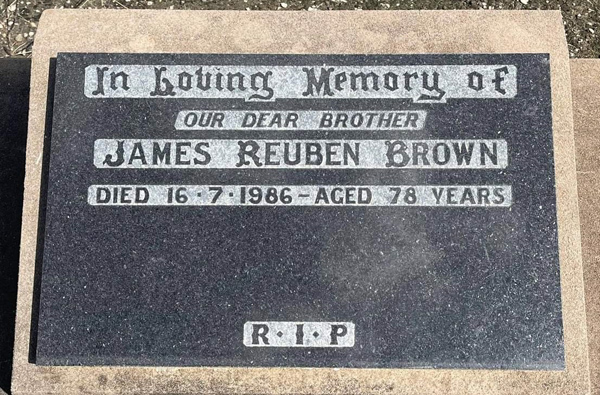 In Loving Memory of
OUR DEAR BROTHER
JAMES REUBEN BROWN
DIED 16·7·1986 – AGED 78 YEARS
R·I·P